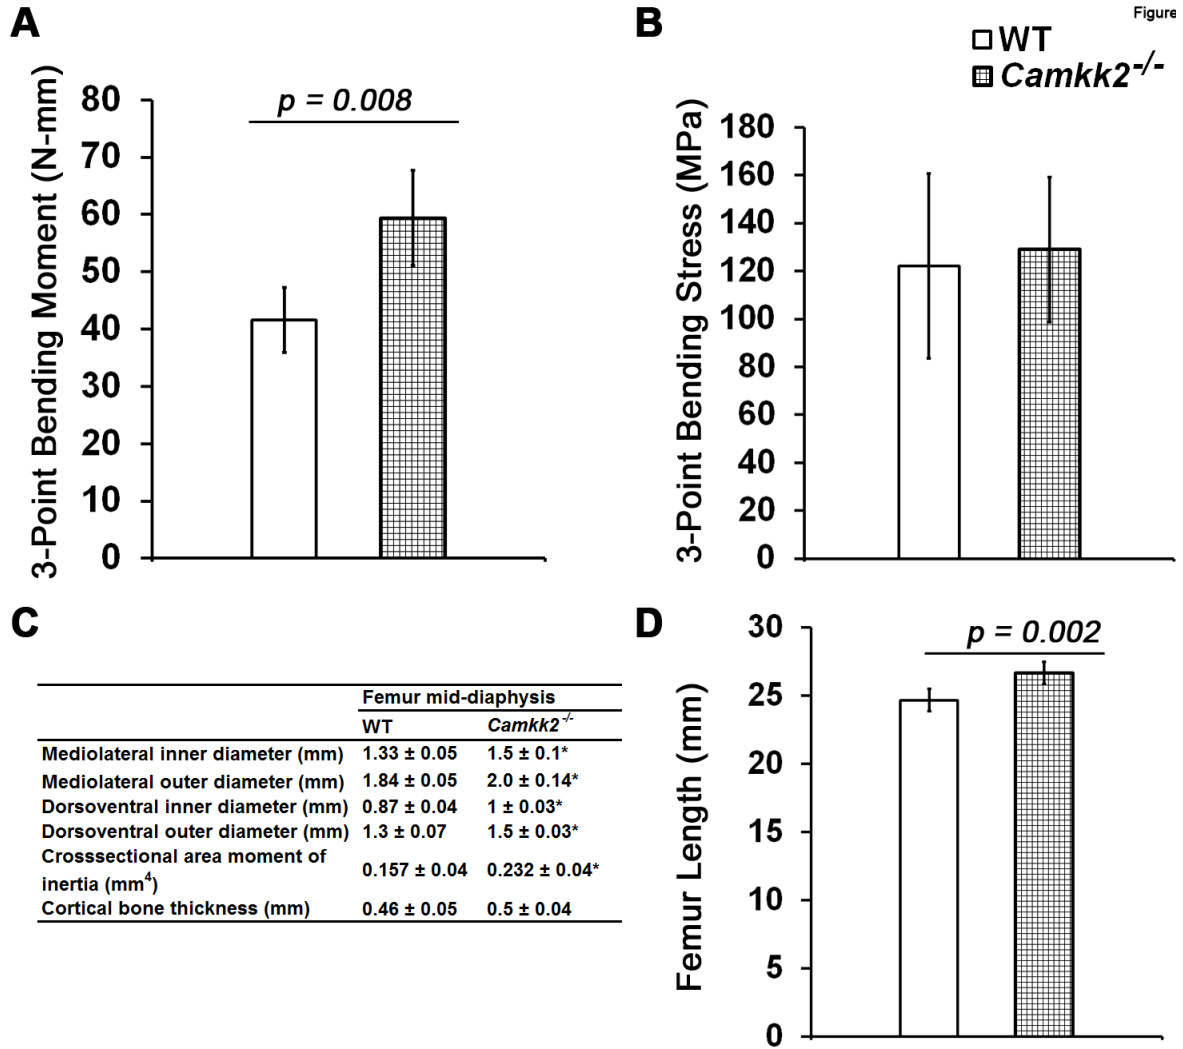 A
B
Figure
WT
Camkk2-/-
3-Point Bending Moment (N-mm)
80
70
60
50
40
30
20
10
0
p = 0.008
3-Point Bending Stress (MPa)
180
160
140
120
100
80
60
40
20
0
C
Femur mid-diaphysis
WT Camkk2-/-
Mediolateral inner diameter (mm) 1.33 ± 0.05 1.5 ± 0.1*
Mediolateral outer diameter (mm) 1.84 ± 0.05 2.0 ± 0.14*
Dorsoventral inner diameter (mm) 0.87 ± 0.04 1 ± 0.03*
Dorsoventral outer diameter (mm) 1.3 ± 0.07 1.5 ± 0.03*
Crosssectional area moment of
inertia (mm4) 0.157 ± 0.04 0.232 ± 0.04*
Cortical bone thickness (mm) 0.46 ± 0.05 0.5 ± 0.04
D
Femur Length (mm)
30
25
20
15
10
5
0
p = 0.002